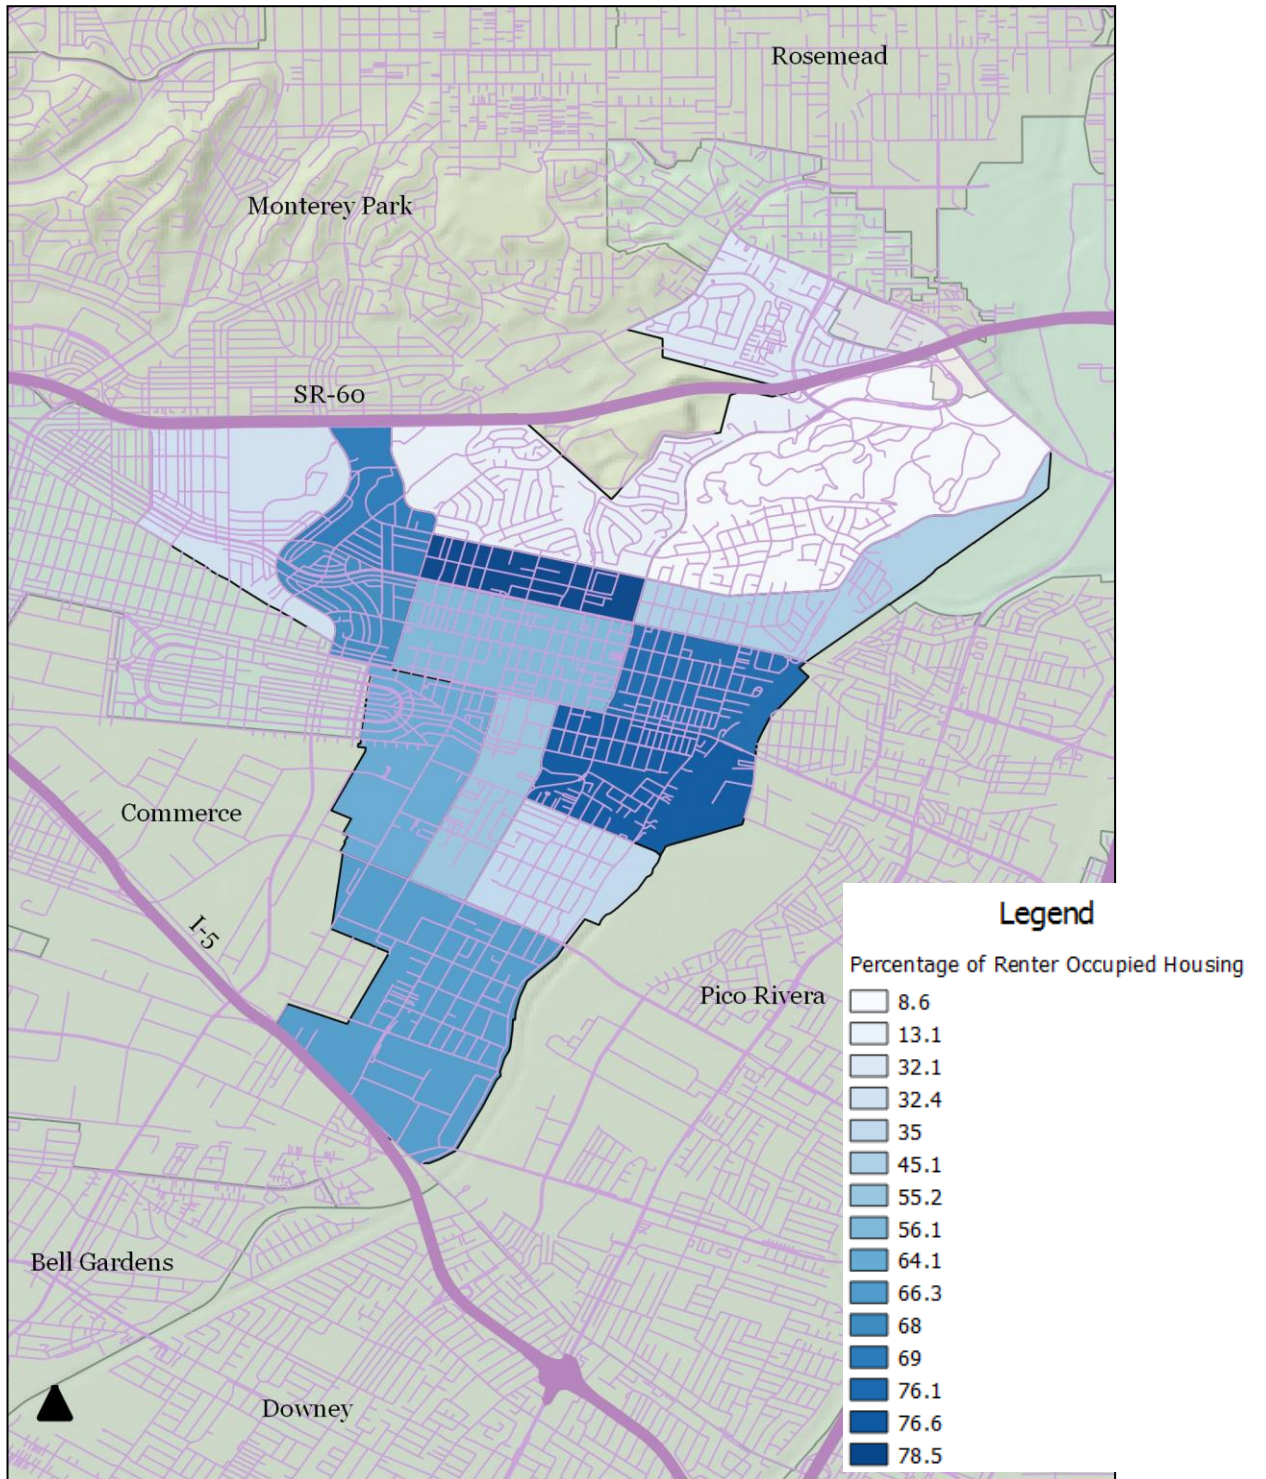 Rosemead
Monterey Park
SR-60
Commerce
I-5
Pico Rivera
Bell Gardens
Downey
Legend
Percentage of Renter Occupied Housing
8.6
13.1
32.1
32.4
35
45.1
55.2
56.1
64.1
66.3
68
69
76.1
76.6
78.5